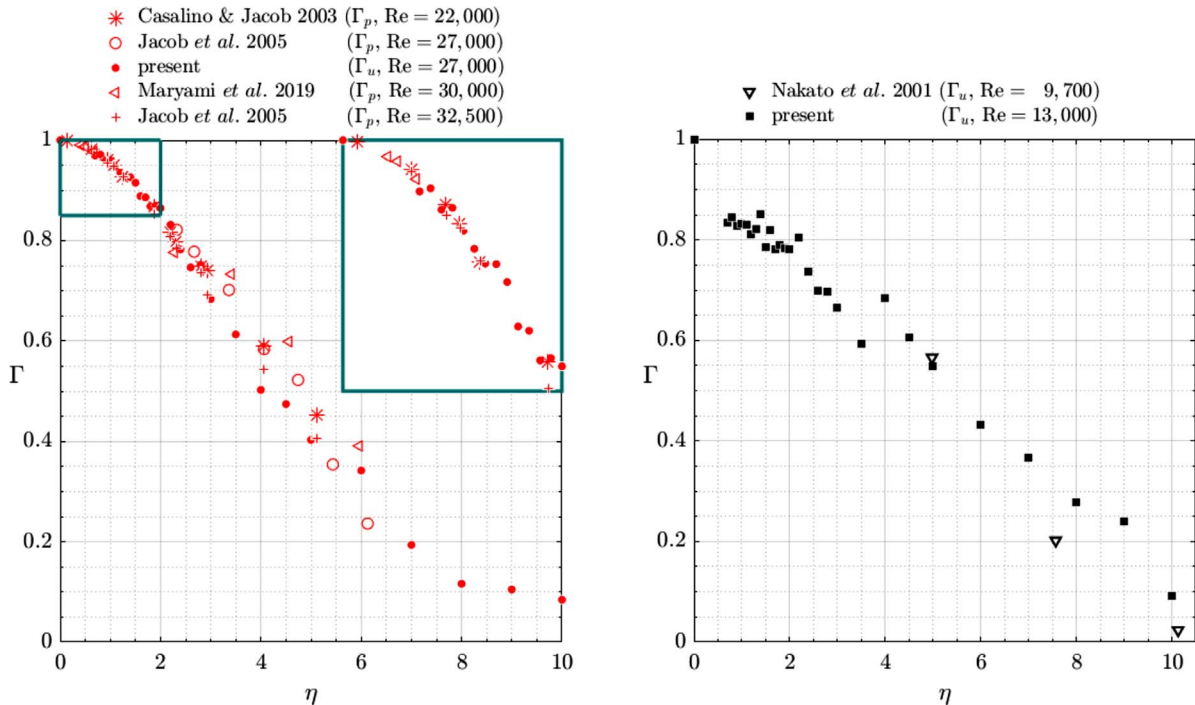 Casalino & Jacob 2003 (Γp, Re = 22,000)
Jacob et al. 2005 (Γp, Re = 27,000)
present (Γu, Re = 27,000)
Maryami et al. 2019 (Γp, Re = 30,000)
Jacob et al. 2005 (Γp, Re = 32,500)
1
0.8
0.6
Γ
0.4
0.2
0
0 2 4 6 8 10
η
Nakato et al. 2001 (Γu, Re = 9,700)
present (Γu, Re = 13,000)
1
0.8
0.6
Γ
0.4
0.2
0
0 2 4 6 8 10
η